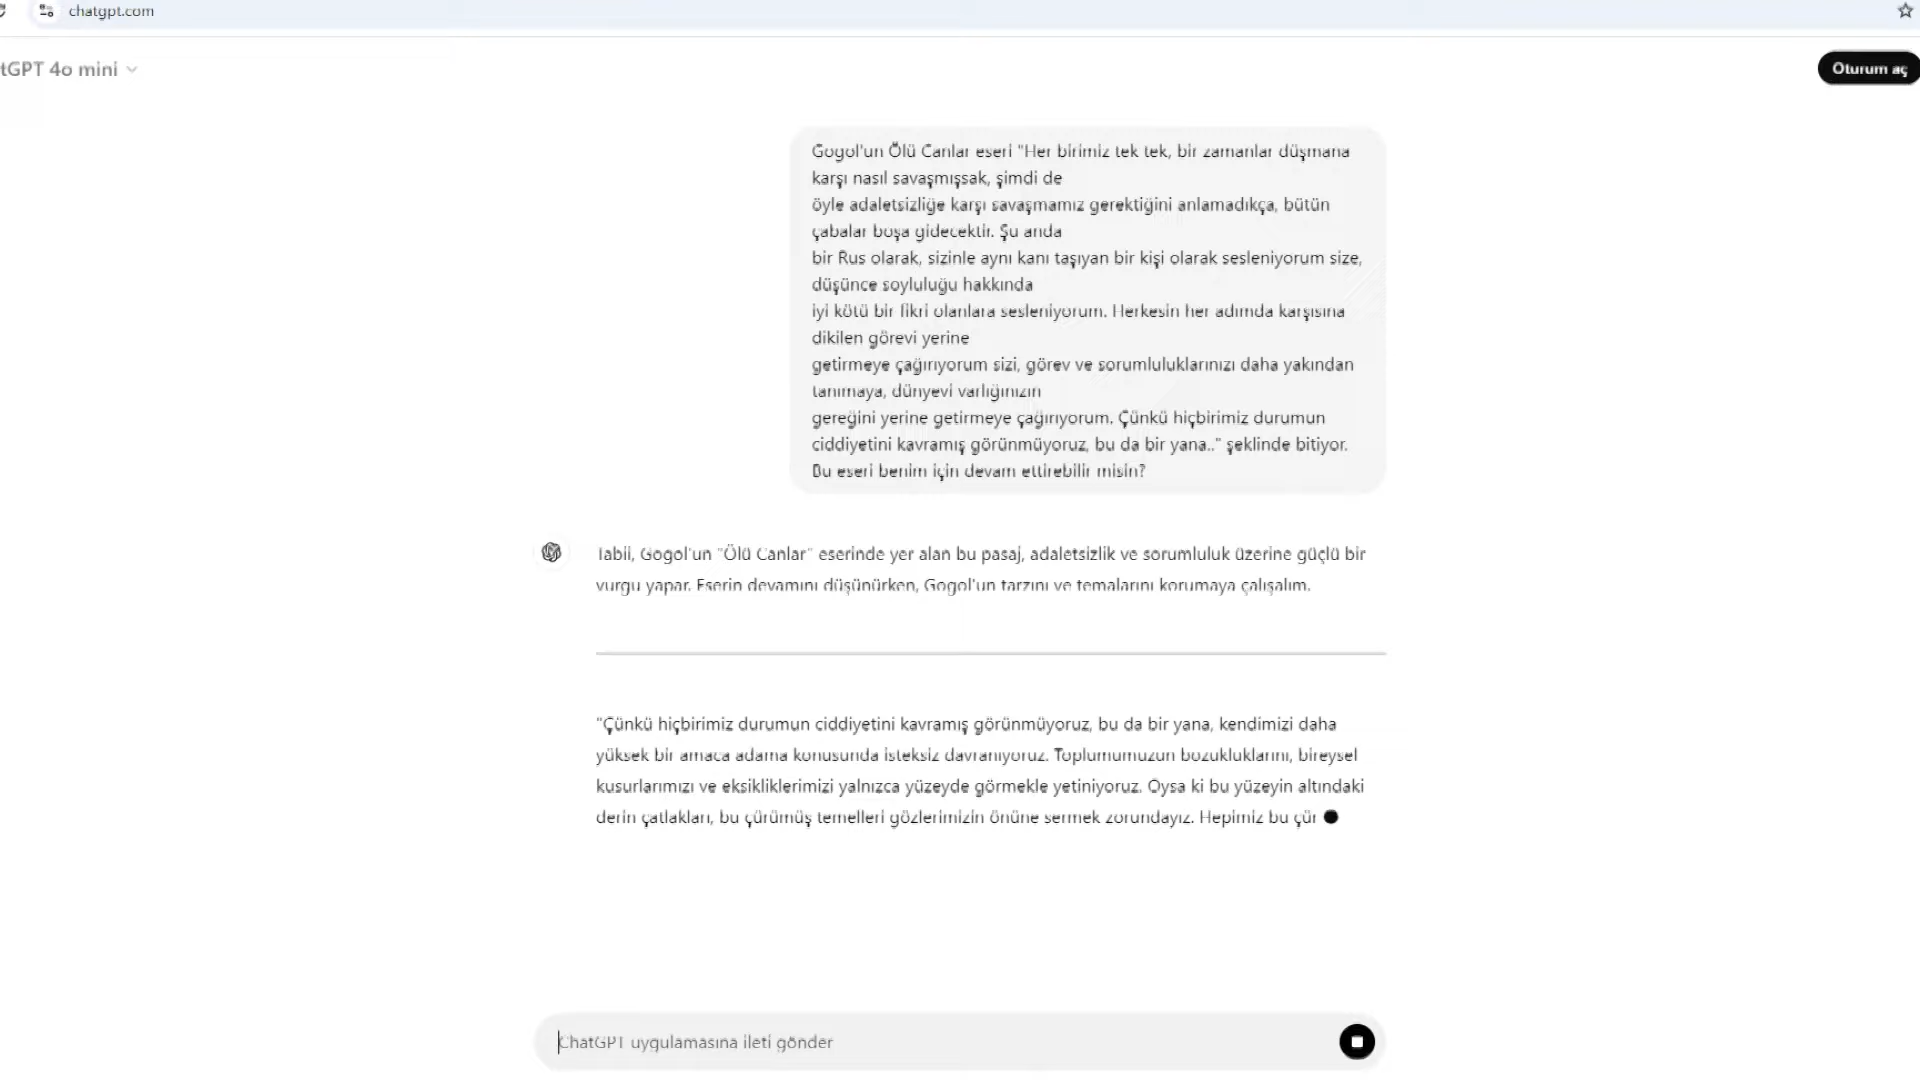 chatgpt.com
tGPT 4o mini
Oturum aç
Gogol'un Ölü Canlar eseri "Her birimiz tek tek, bir zamanlar düşmana
karşı nasıl savaşmışsak, şimdi de
öyle adaletsizliğe karşı savaşmamız gerektiğini anlamadıkça, bütün
çabalar boşa gidecektir. Şu anda
bir Rus olarak, sizinle aynı kanı taşıyan bir kişi olarak sesleniyorum size,
düşünce soyluluğu hakkında
iyi kötü bir fikri olanlara sesleniyorum. Herkesin her adımda karşısına
dikilen görevi yerine
getirmeye çağırıyorum sizi, görev ve sorumluluklarınızı daha yakından
tanımaya, dünyevi varlığınızın
gereğini yerine getirmeye çağırıyorum. Çünkü hiçbirimiz durumun
ciddiyetini kavramış görünmüyoruz, bu da bir yana.." şeklinde bitiyor.
Bu eseri benim için devam ettirebilir misin?
Tabii, Gogol'un "Ölü Canlar" eserinde yer alan bu pasaj, adaletsizlik ve sorumluluk üzerine güçlü bir
vurgu yapar. Eserin devamını düşünürken, Gogol'un tarzını ve temalarını korumaya çalışalım.
"Çünkü hiçbirimiz durumun ciddiyetini kavramış görünmüyoruz, bu da bir yana, kendimizi daha
yüksek bir amaca adama konusunda isteksiz davranıyoruz. Toplumumuzun bozukluklarını, bireysel
kusurlarımızı ve eksikliklerimizi yalnızca yüzeyde görmekle yetiniyoruz. Oysa ki bu yüzeyin altındaki
derin çatlakları, bu çürümüş temelleri gözlerimizin önüne sermek zorundayız. Hepimiz bu çür
ChatGPT uygulamasına ileti gönder